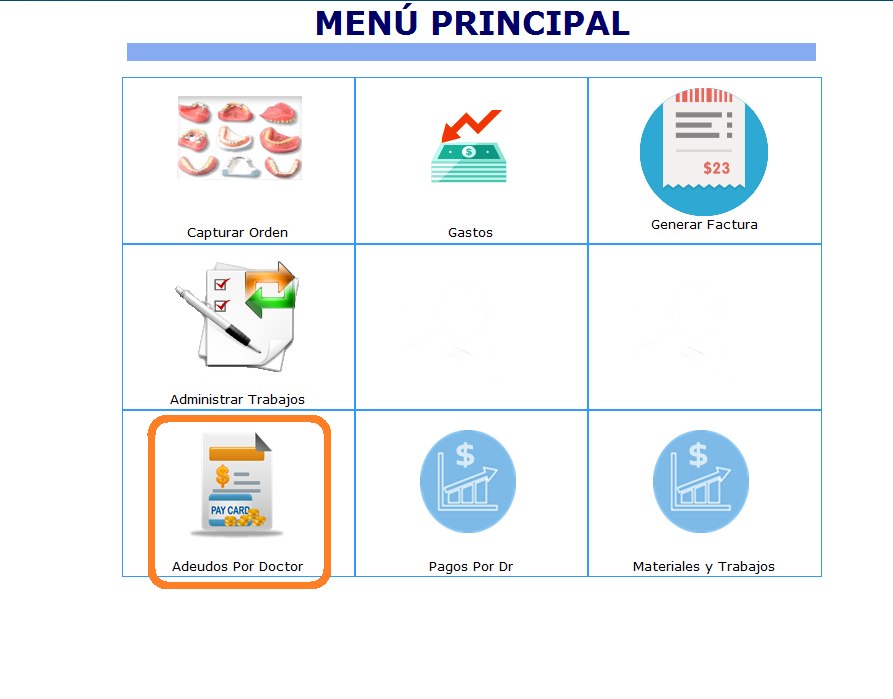 MENÚ PRINCIPAL
Capturar Orden
Gastos
$23
Generar Factura
Administrar Trabajos
$
PAY CARD
Adeudos Por Doctor
$
Pagos Por Dr
$
Materiales y Trabajos